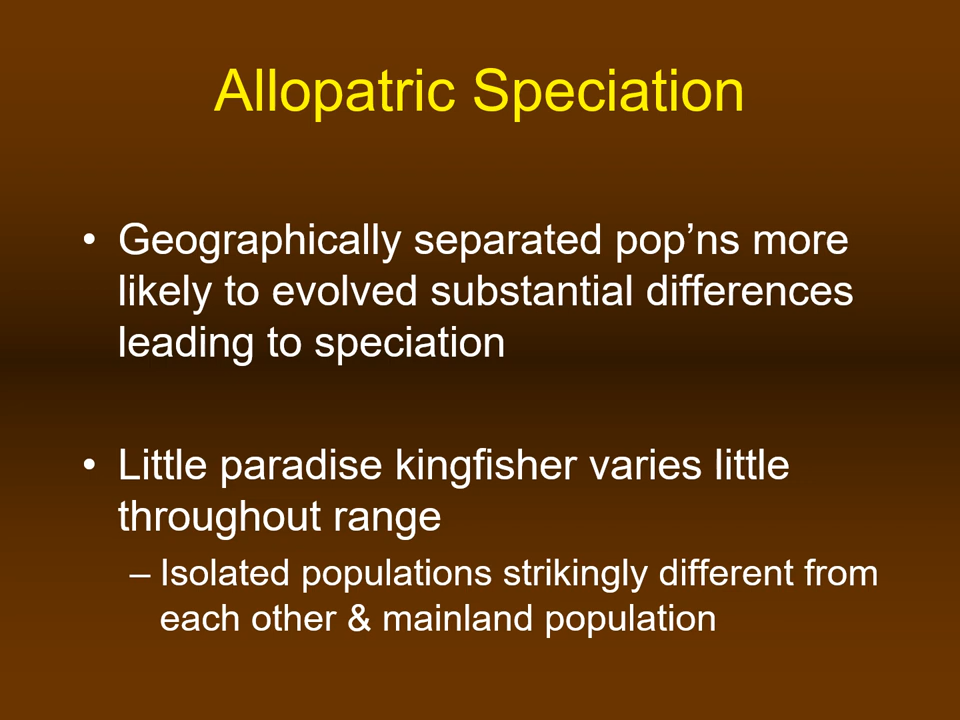 Allopatric Speciation
• Geographically separated pop’ns more
likely to evolved substantial differences
leading to speciation
• Little paradise kingfisher varies little
throughout range
– Isolated populations strikingly different from
each other & mainland population